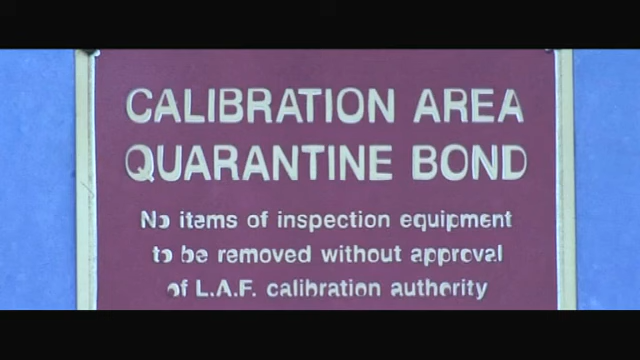 CALIBRATION AREA
QUARANTINE BOND
No items of inspection equipment
to be removed without approval
of L.A.F. calibration authority